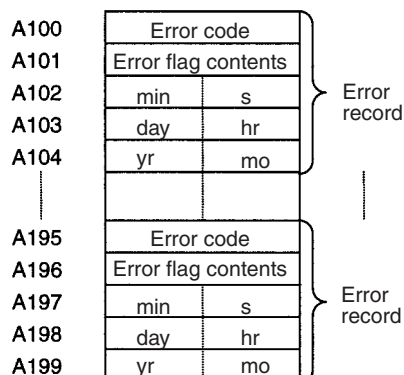 A100 Error code
A101 Error flag contents
A102 min s Error
A103 day hr record
A104 yr mo
A195 Error code
A196 Error flag contents
A197 min s Error
A198 day hr record
A199 yr mo